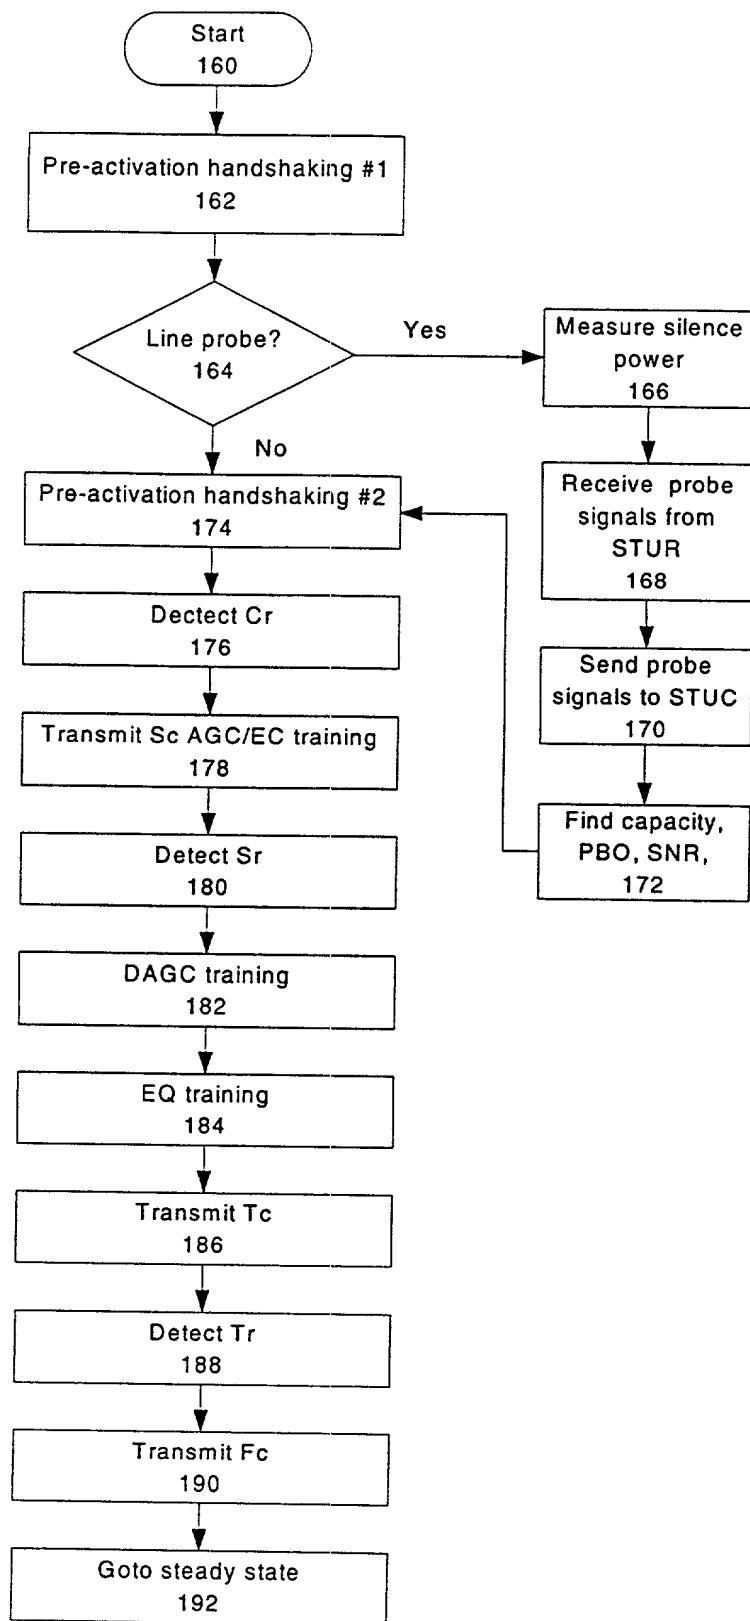 Start
160
Pre-activation handshaking #1
162
Line probe?
164
Yes
No
Measure silence
power
166
Receive probe
signals from
STUR
168
Send probe
signals to STUC
170
Find capacity,
PBO, SNR,
172
Pre-activation handshaking #2
174
Dectect Cr
176
Transmit Sc AGC/EC training
178
Detect Sr
180
DAGC training
182
EQ training
184
Transmit Tc
186
Detect Tr
188
Transmit Fc
190
Goto steady state
192